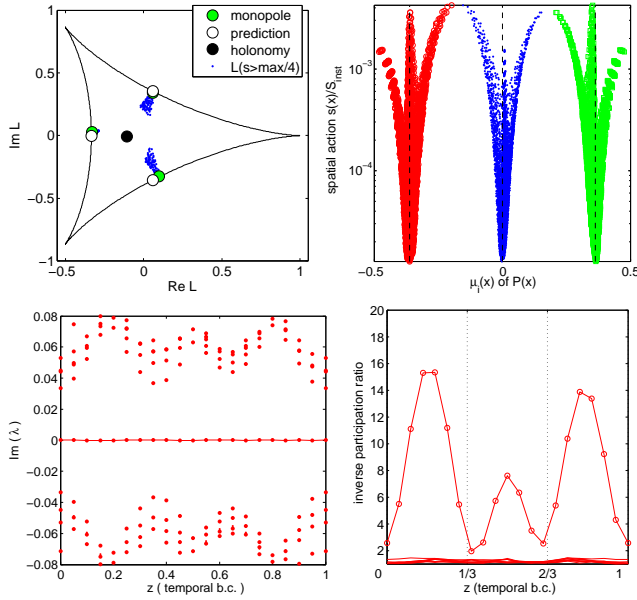 monopole
prediction
holonomy
L(s>max/4)
1
0.5
0
−0.5
−1
Im L
−0.5 0 0.5 1
Re L
10^−3
10^−4
spatial action s(x)/S_inst
−0.5 0 0.5
μ_i(x) of P(x)
0.08
0.06
0.04
0.02
0
−0.02
−0.04
−0.06
−0.08
Im(λ)
0 0.2 0.4 0.6 0.8 1
z ( temporal b.c.)
20
18
16
14
12
10
8
6
4
2
inverse participation ratio
0 1/3 2/3 1
z (temporal b.c.)